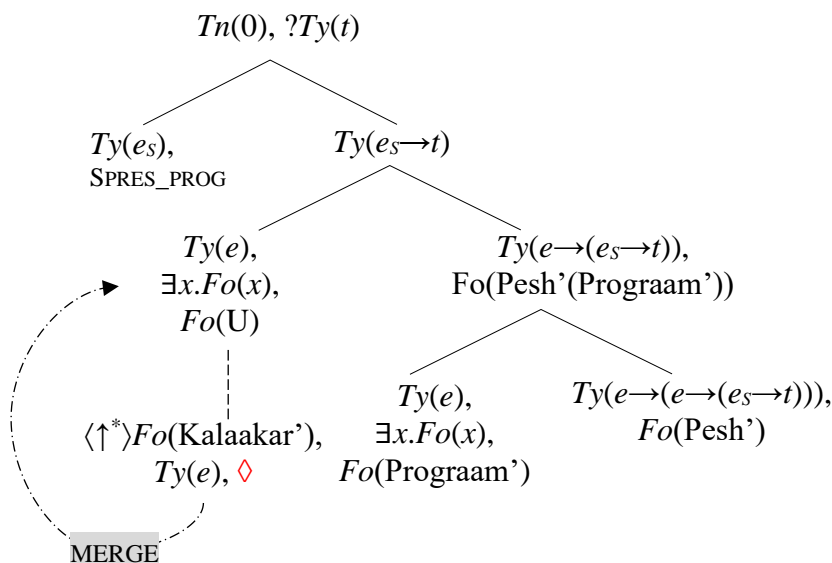 Tn(0), ?Ty(t)
Ty(eS), Ty(eS→t)
SPRES_PROG
Ty(e), Ty(e→(eS→t)),
∃x.Fo(x), Fo(Pesh’(Prograam’))
Fo(U)
Ty(e), Ty(e→(e→(eS→t))),
⟨↑*⟩Fo(Kalaakar’), ∃x.Fo(x), Fo(Pesh’)
Ty(e), ◊ Fo(Prograam’)
MERGE